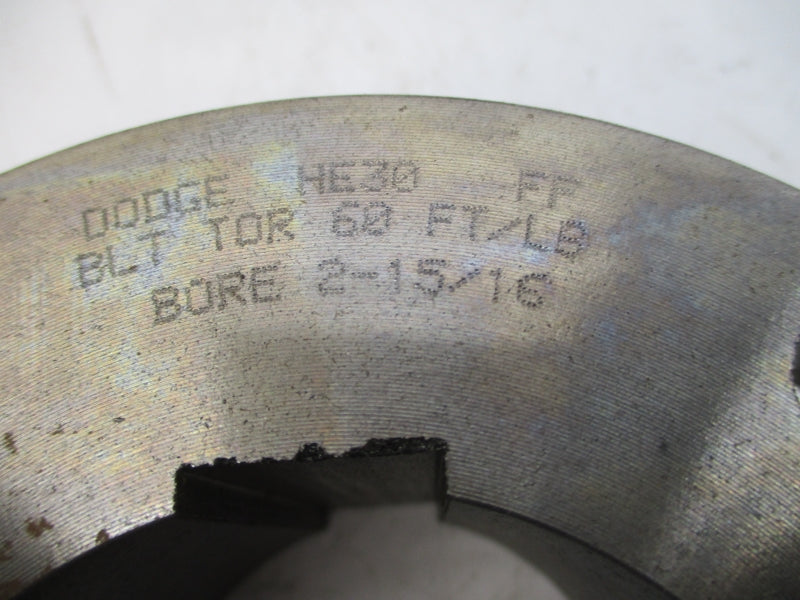 DODGE HE30 FF
BLT TOR 60 FT/LB
BORE 2-15/16